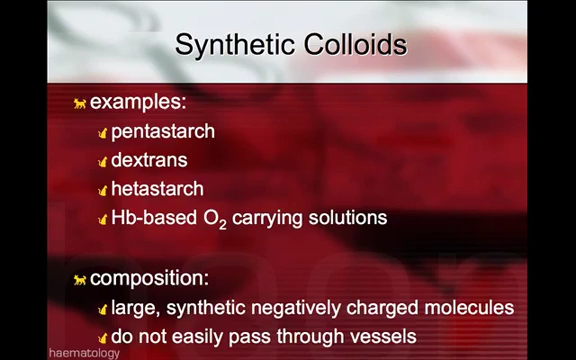 Synthetic Colloids
examples:
pentastarch
dextrans
hetastarch
Hb-based O₂ carrying solutions
composition:
large, synthetic negatively charged molecules
do not easily pass through vessels
haematology